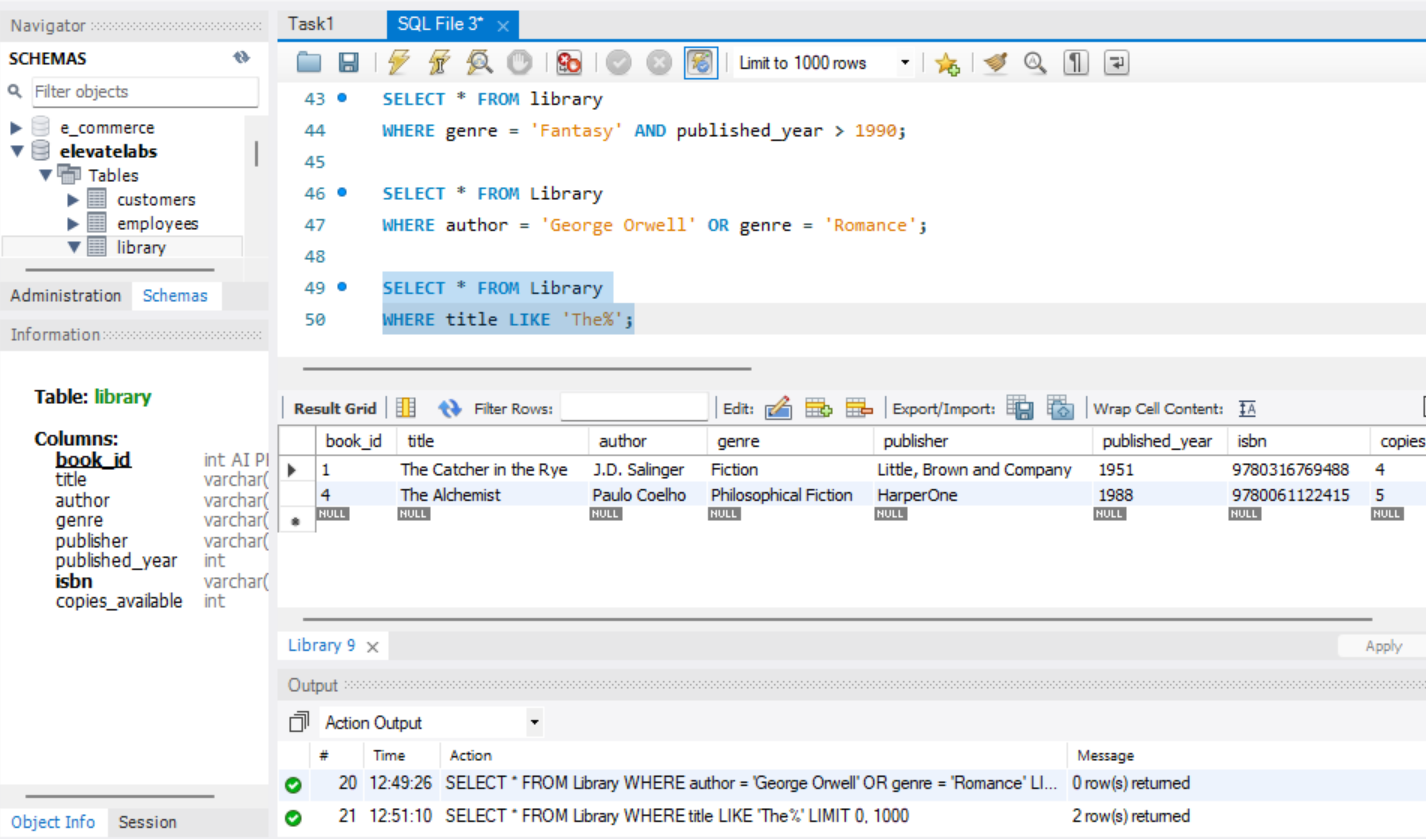 Navigator
SCHEMAS
Filter objects
e_commerce
elevatelabs
Tables
customers
employees
library
Administration Schemas
Information
Table: library
Columns:
book_id int AI P
title varchar(
author varchar(
genre varchar(
publisher varchar(
published_year int
isbn varchar(
copies_available int
Object Info Session
Task1 SQL File 3*
Limit to 1000 rows
43 SELECT * FROM library
44 WHERE genre = 'Fantasy' AND published_year > 1990;
45
46 SELECT * FROM Library
47 WHERE author = 'George Orwell' OR genre = 'Romance';
48
49 SELECT * FROM Library
50 WHERE title LIKE 'The%';
Result Grid Filter Rows: Edit: Export/Import: Wrap Cell Content: IA
book_id title author genre publisher published_year isbn copies
1 The Catcher in the Rye J.D. Salinger Fiction Little, Brown and Company 1951 9780316769488 4
4 The Alchemist Paulo Coelho Philosophical Fiction HarperOne 1988 9780061122415 5
NULL NULL NULL NULL NULL NULL NULL NULL
Library 9 Apply
Output
Action Output
# Time Action Message
20 12:49:26 SELECT * FROM Library WHERE author = 'George Orwell' OR genre = 'Romance' LI... 0 row(s) returned
21 12:51:10 SELECT * FROM Library WHERE title LIKE 'The%' LIMIT 0, 1000 2 row(s) returned